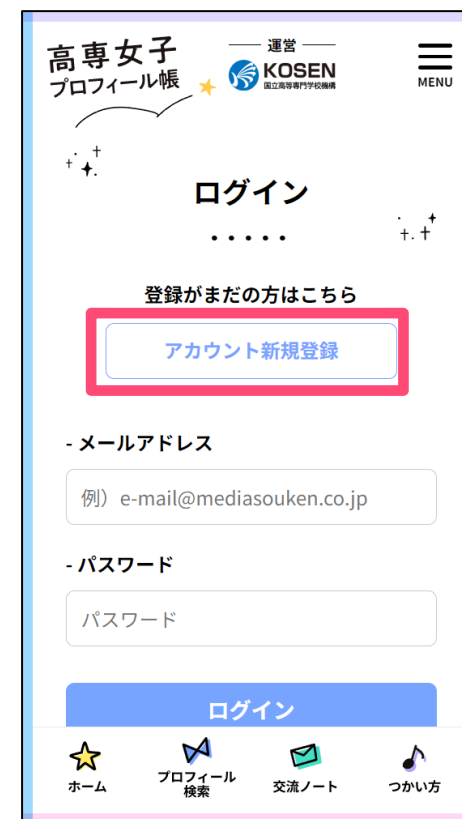 高専女子
プロフィール帳
運営
KOSEN
国立高等専門学校機構
MENU
ログイン
登録がまだの方はこちら
アカウント新規登録
- メールアドレス
例）e-mail@mediasouken.co.jp
- パスワード
パスワード
ログイン
ホーム
プロフィール
検索
交流ノート
つかい方